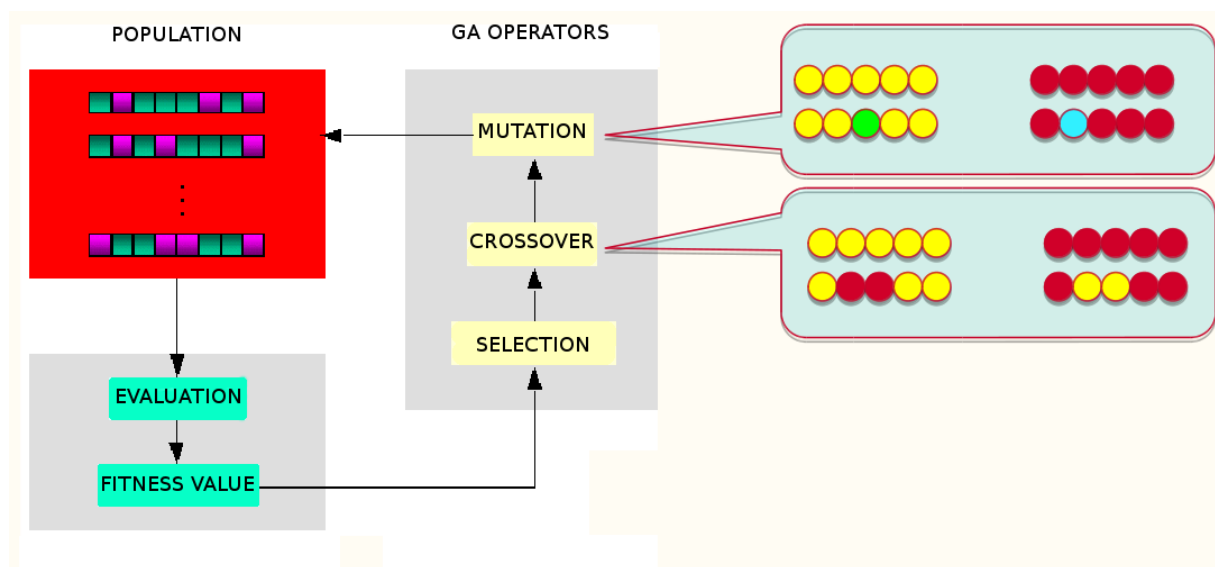 POPULATION
GA OPERATORS
MUTATION
CROSSOVER
SELECTION
EVALUATION
FITNESS VALUE